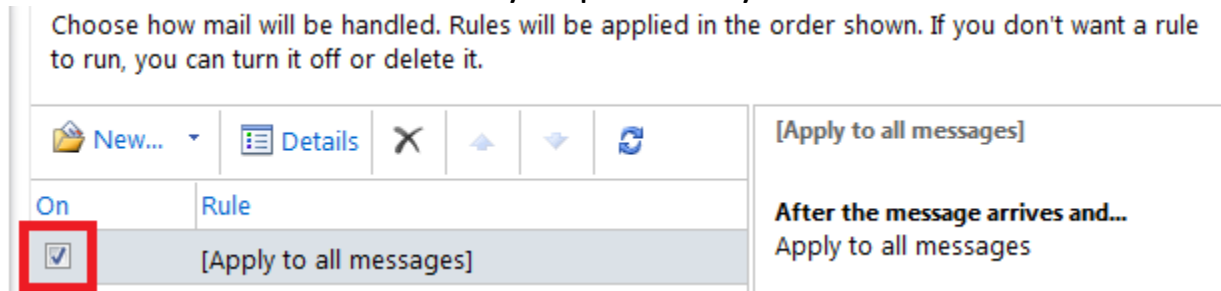 Choose how mail will be handled. Rules will be applied in the order shown. If you don't want a rule
to run, you can turn it off or delete it.
New... Details
[Apply to all messages]
On Rule
After the message arrives and...
[Apply to all messages]
Apply to all messages